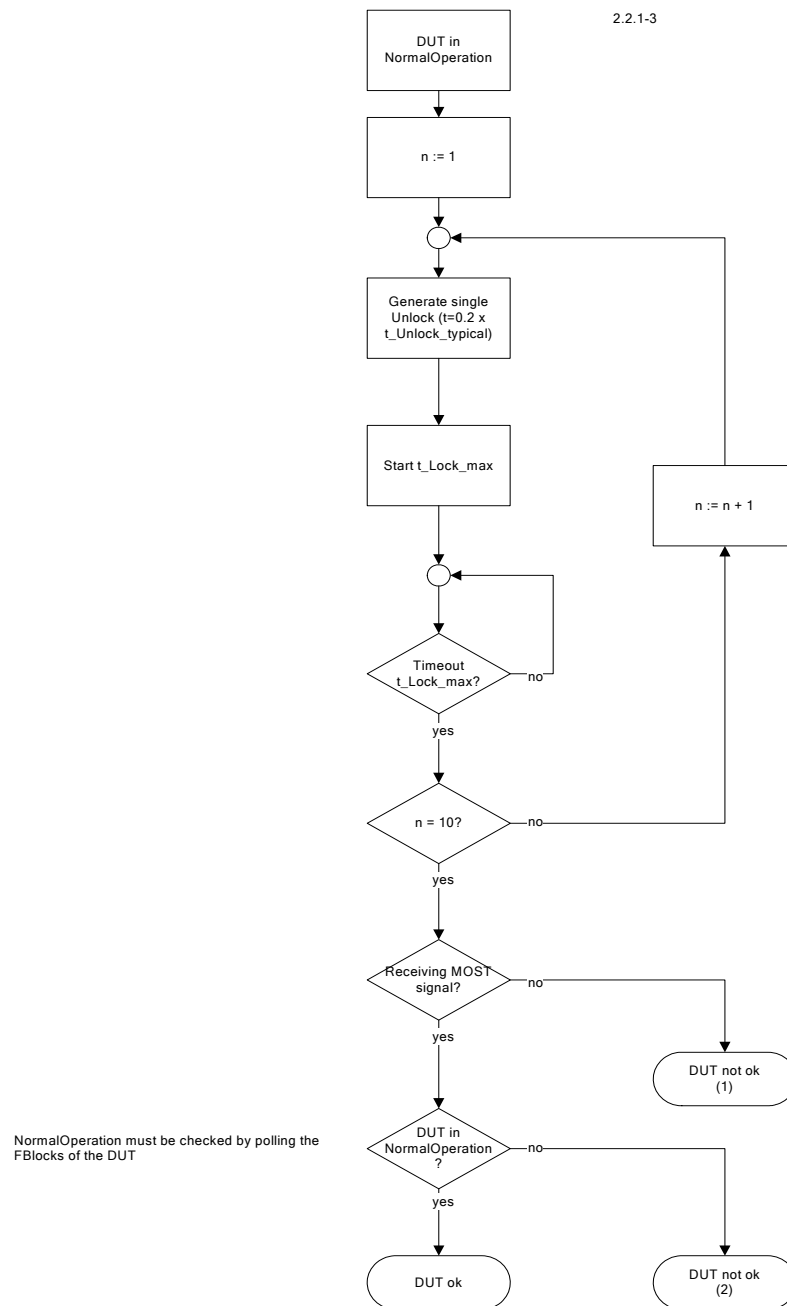 2.2.1-3
DUT in
NormalOperation
n := 1
Generate single
Unlock (t=0.2 x
t_Unlock_typical)
Start t_Lock_max
n := n + 1
Timeout
t_Lock_max?
no
yes
n = 10?
no
yes
Receiving MOST
signal?
no
yes
DUT not ok
(1)
NormalOperation must be checked by polling the
FBlocks of the DUT
DUT in
NormalOperation
?
no
yes
DUT ok
DUT not ok
(2)